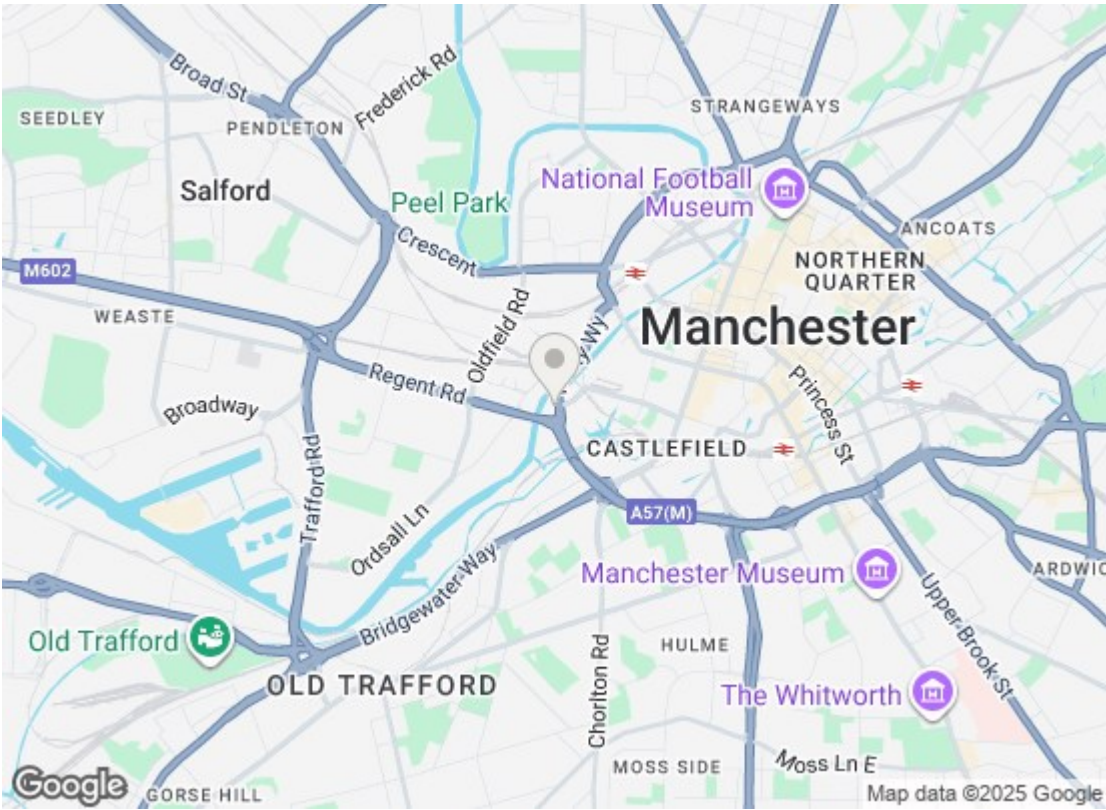 Broad St
Frederick Rd
SEEDLEY
PENDLETON
STRANGEWAYS
Salford
Peel Park
National Football
Museum
Crescent
ANCOATS
NORTHERN
QUARTER
M602
WEASTE
Oldfield Rd
Manchester
Regent Rd
Broadway
Princess St
CASTLEFIELD
Trafford Rd
A57(M)
Ordsall Ln
Bridgewater Way
Manchester Museum
Upper Brook St
Old Trafford
HULME
OLD TRAFFORD
Chorlton Rd
The Whitworth
MOSS SIDE
Moss Ln E
Google
GORSE HILL
Map data ©2025 Google